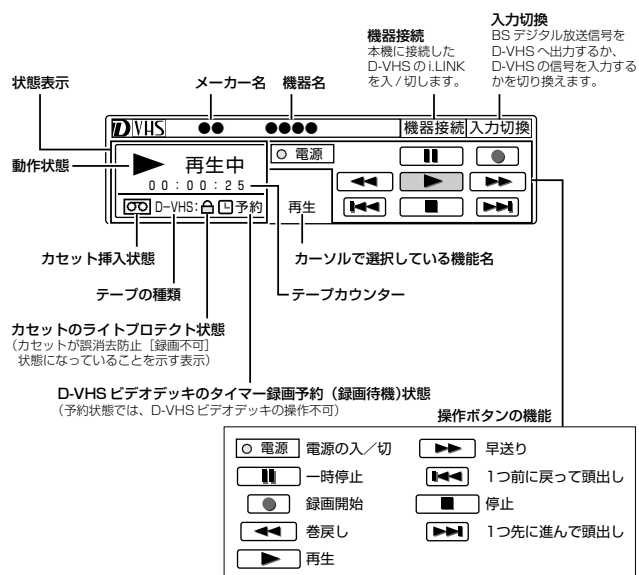 機器接続
本機に接続した
D-VHS のi.LINK
を入/切します。
入力切換
BS デジタル放送信号を
D-VHS へ出力するか、
D-VHS の信号を入力する
かを切り換えます。
状態表示
メーカー名
機器名
D VHS ●● ●●●● 機器接続 入力切換
動作状態
再生中
00:00:25
D-VHS: 予約
○ 電源
再生
カセット挿入状態
カーソルで選択している機能名
テープの種類
テープカウンター
カセットのライトプロテクト状態
(カセットが誤消去防止[録画不可]
状態になっていることを示す表示)
D-VHS ビデオデッキのタイマー録画予約(録画待機)状態
(予約状態では、D-VHS ビデオデッキの操作不可)
操作ボタンの機能
○ 電源 電源の入/切
一時停止
録画開始
巻戻し
再生
早送り
1つ前に戻って頭出し
停止
1つ先に進んで頭出し